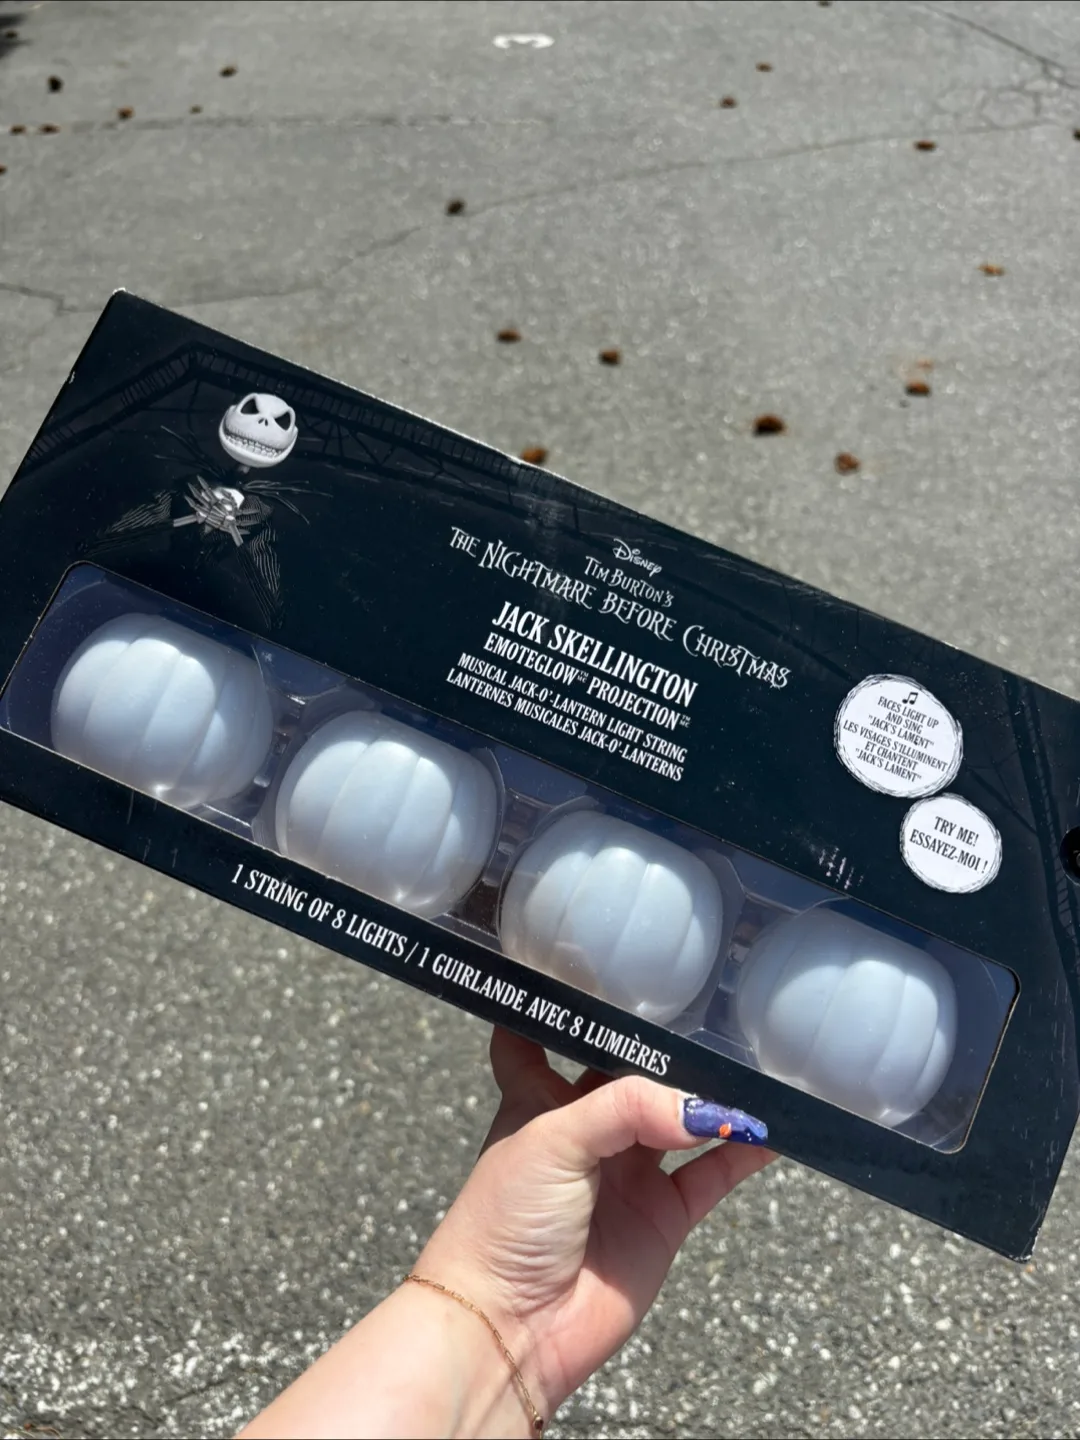 Disney
TIM BURTON'S
THE NIGHTMARE BEFORE CHRISTMAS
JACK SKELLINGTON
EMOTEGLOW™ PROJECTION™
MUSICAL JACK-O'-LANTERN LIGHT STRING
LANTERNES MUSICALES JACK-O'-LANTERNS
FACES LIGHT UP
AND SING
"JACK'S LAMENT"
LES VISAGES S'ILLUMINENT
ET CHANTENT
"JACK'S LAMENT"
TRY ME!
ESSAYEZ-MOI !
1 STRING OF 8 LIGHTS / 1 GUIRLANDE AVEC 8 LUMIÈRES